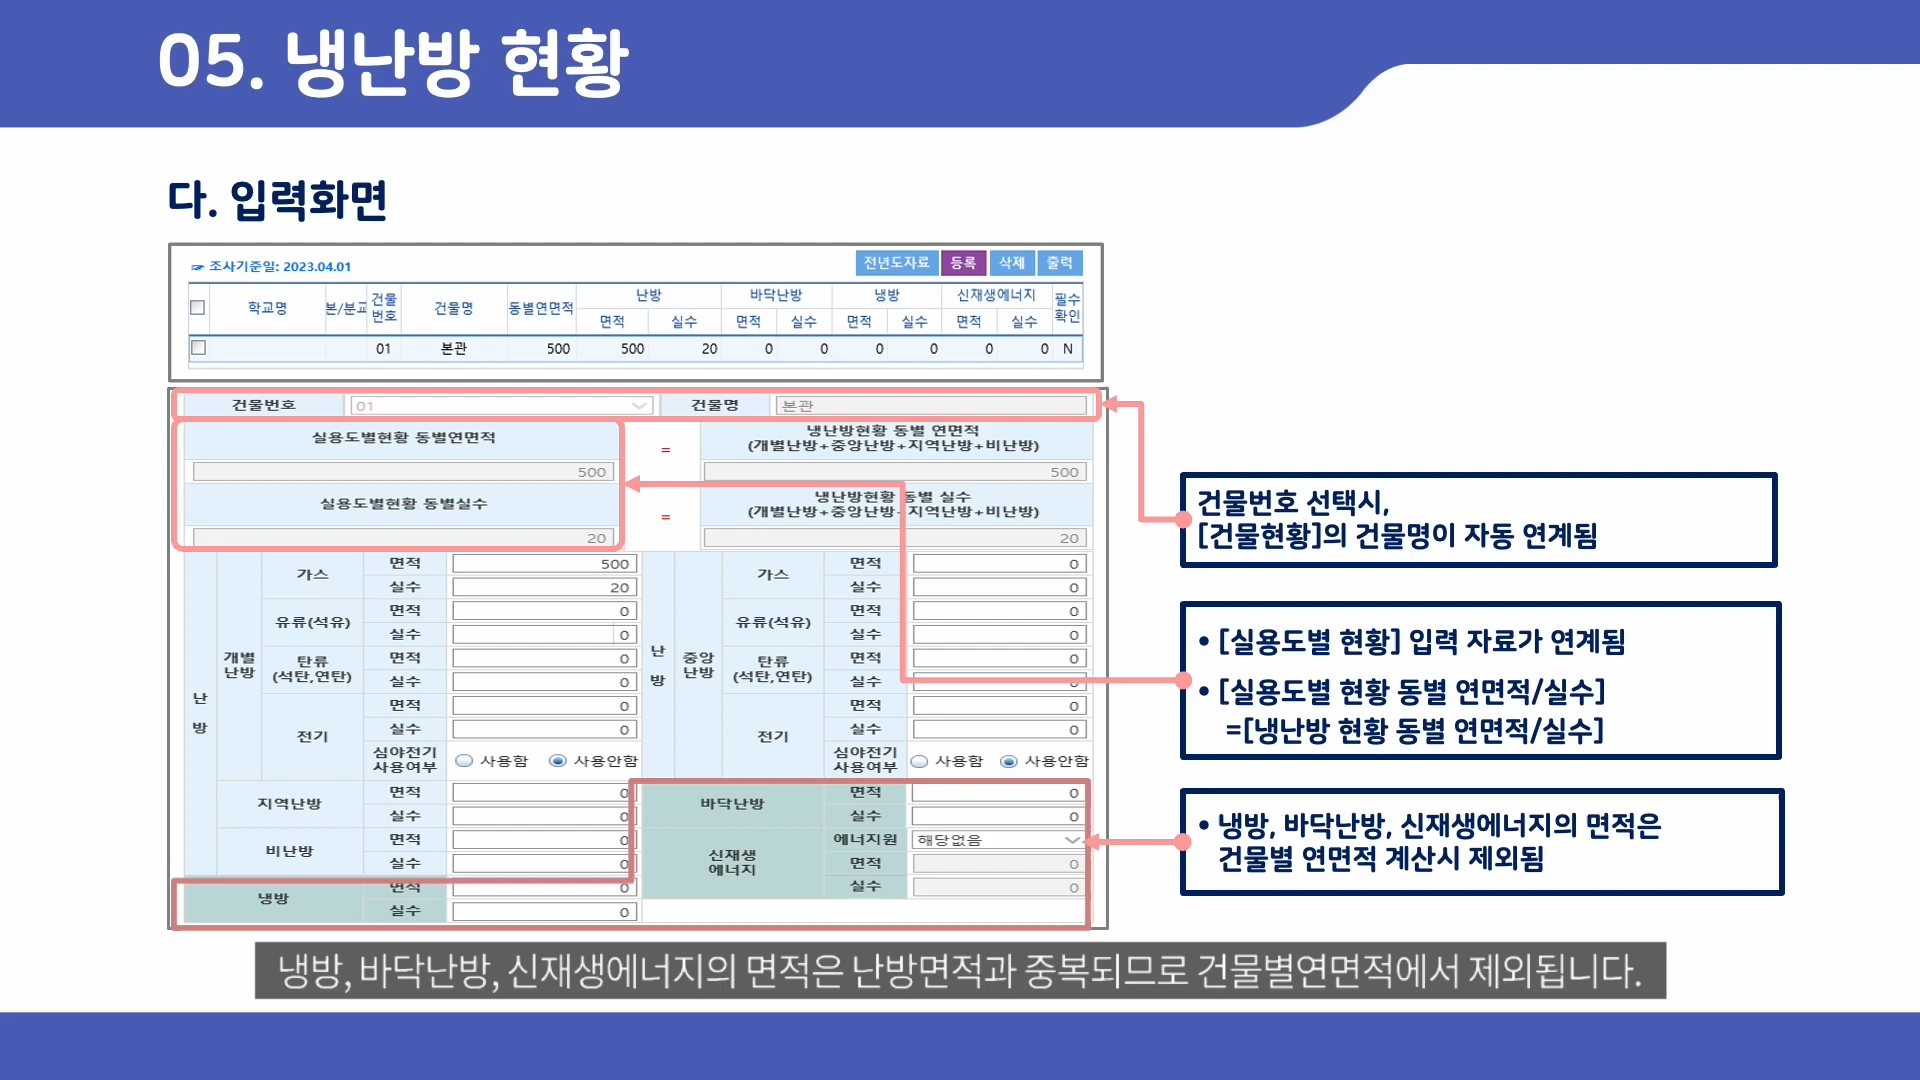 05. 냉난방 현황
다. 입력화면
☞ 조사기준일: 2023.04.01
전년도자료 등록 삭제 출력
학교명 본/분교 건물번호 건물명 동별연면적 난방 바닥난방 냉방 신재생에너지 필수확인
면적 실수 면적 실수 면적 실수 면적 실수
01 본관 500 500 20 0 0 0 0 0 0 N
건물번호 01 건물명 본관
실용도별현황 동별연면적 = 냉난방현황 동별 연면적
(개별난방+중앙난방+지역난방+비난방)
500 500
실용도별현황 동별실수 = 냉난방현황 동별 실수
(개별난방+중앙난방+지역난방+비난방)
20 20
난방 개별난방 가스 면적 500 난방 중앙난방 가스 면적 0
실수 20 실수 0
유류(석유) 면적 0 유류(석유) 면적 0
실수 0 실수 0
탄류(석탄,연탄) 면적 0 탄류(석탄,연탄) 면적 0
실수 0 실수 0
전기 면적 0 전기 면적 0
실수 0 실수 0
심야전기사용여부 사용함 사용안함 심야전기사용여부 사용함 사용안함
지역난방 면적 0 바닥난방 면적 0
실수 0 실수 0
비난방 면적 0 신재생에너지 에너지원 해당없음
실수 0 면적 0
냉방 면적 0 실수 0
실수 0
건물번호 선택시,
[건물현황]의 건물명이 자동 연계됨
• [실용도별 현황] 입력 자료가 연계됨
• [실용도별 현황 동별 연면적/실수]
=[냉난방 현황 동별 연면적/실수]
• 냉방, 바닥난방, 신재생에너지의 면적은
건물별 연면적 계산시 제외됨
냉방, 바닥난방, 신재생에너지의 면적은 난방면적과 중복되므로 건물별연면적에서 제외됩니다.